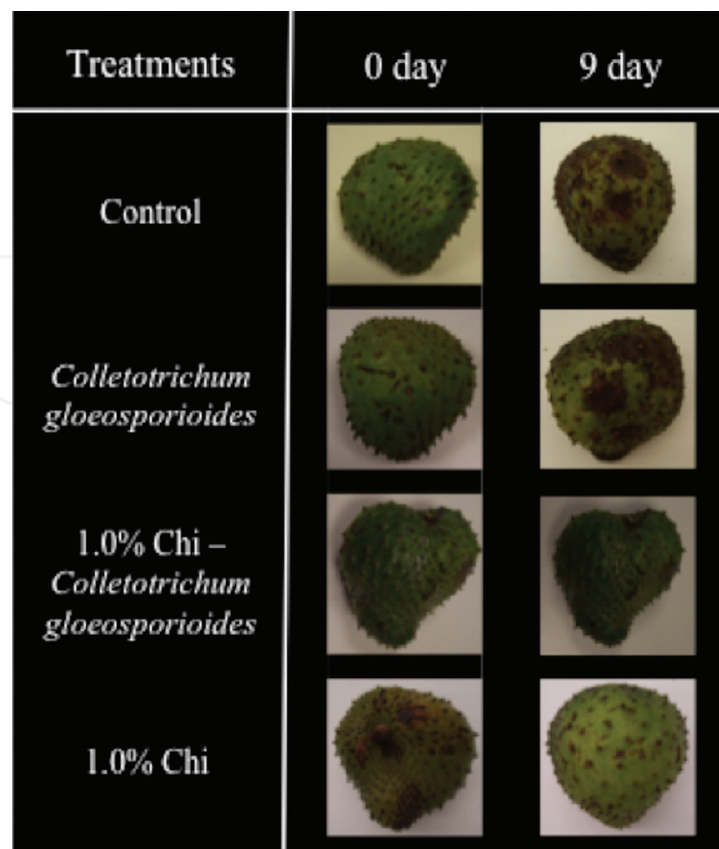 Treatments 0 day 9 day
Control
Colletotrichum
gloeosporioides
1.0% Chi –
Colletotrichum
gloeosporioides
1.0% Chi